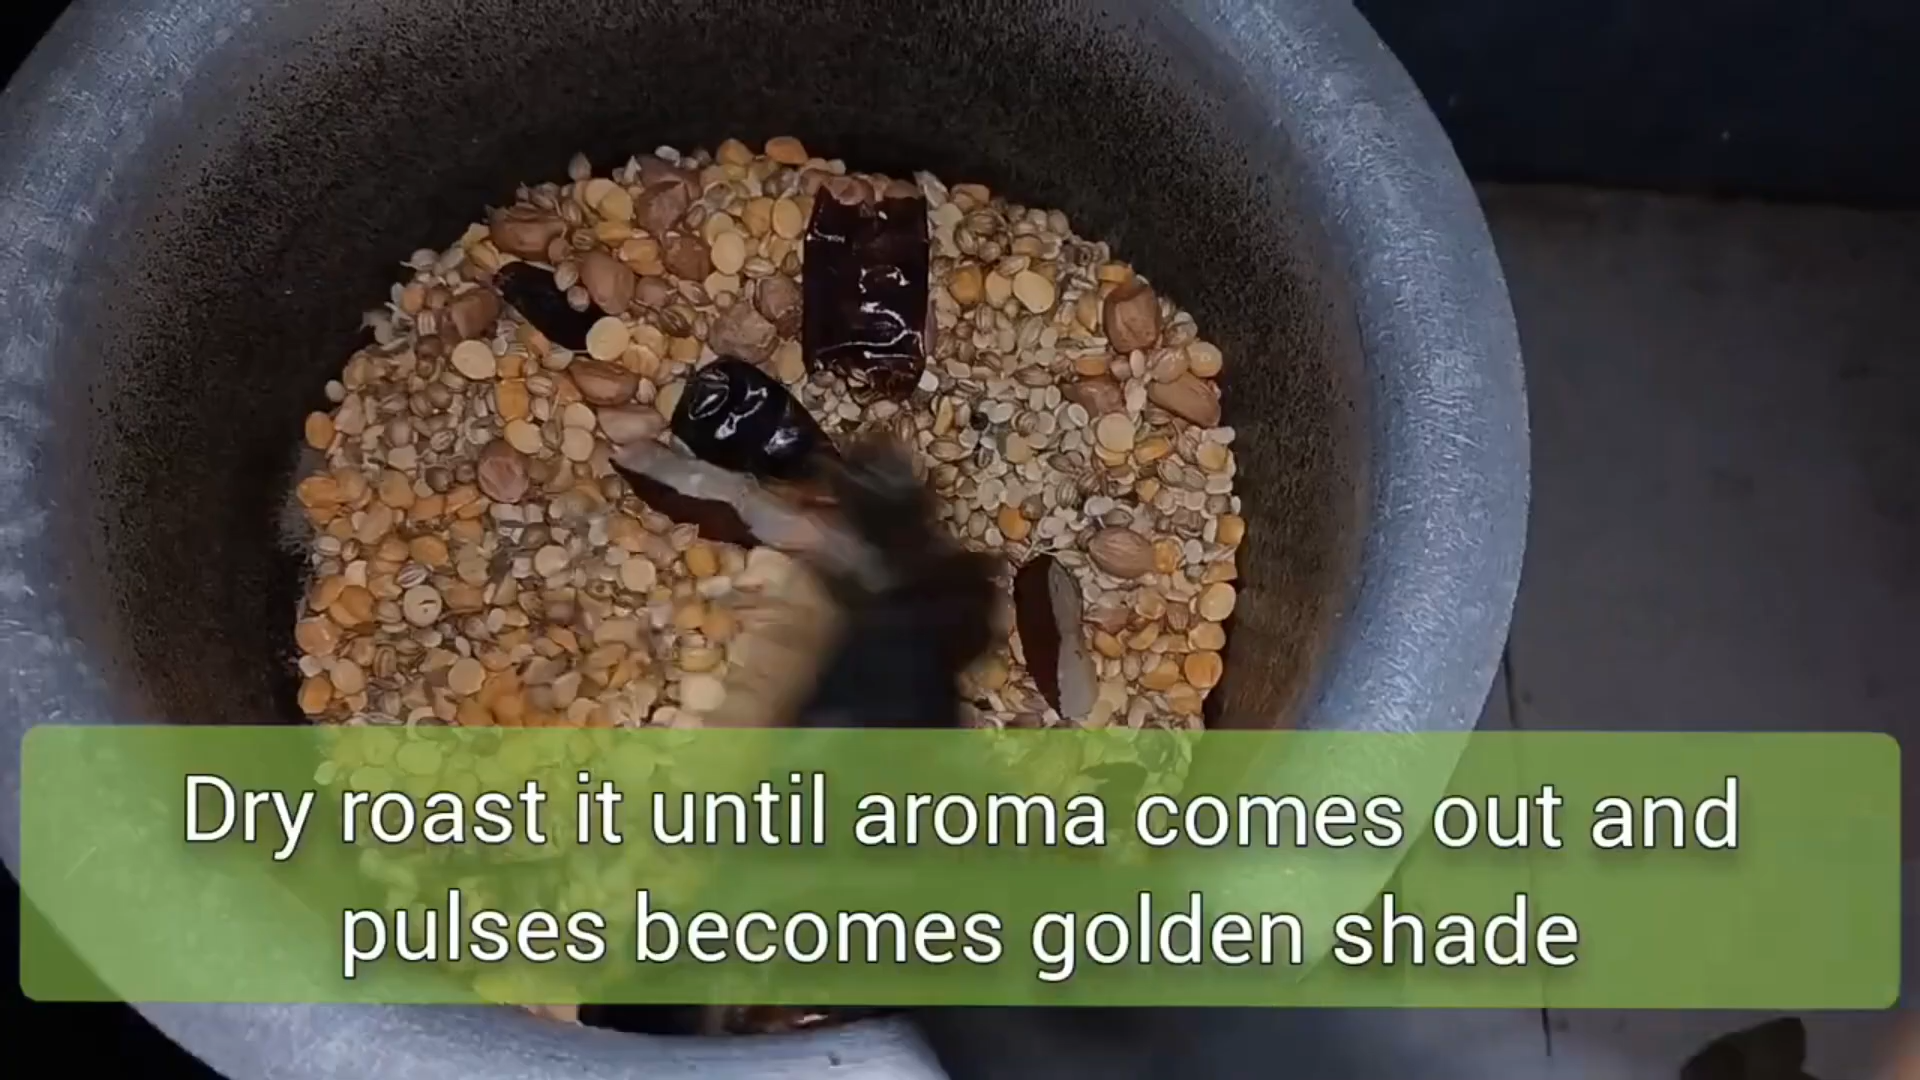 Dry roast it until aroma comes out and
pulses becomes golden shade